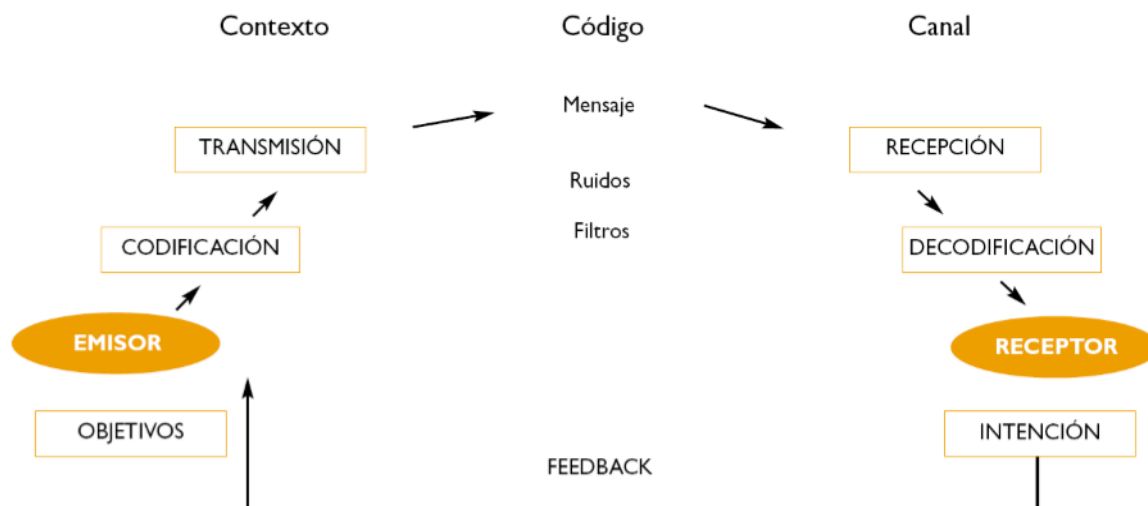 Contexto Código Canal
Mensaje
TRANSMISIÓN RECEPCIÓN
Ruidos
Filtros
CODIFICACIÓN DECODIFICACIÓN
EMISOR RECEPTOR
OBJETIVOS INTENCIÓN
FEEDBACK